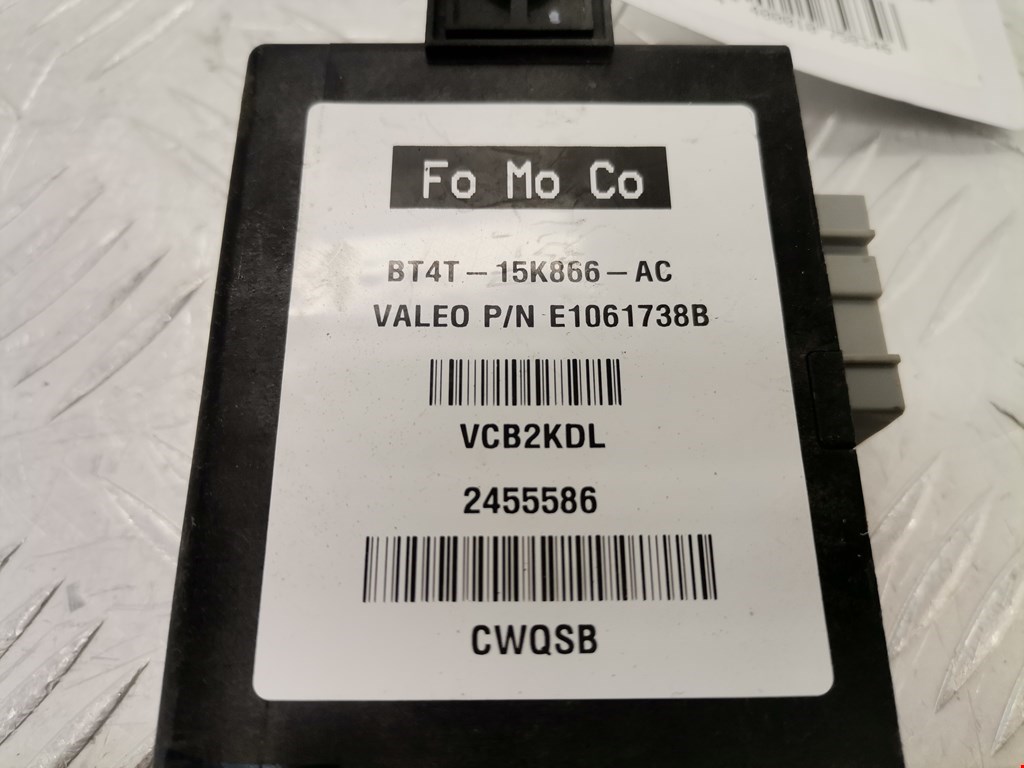 Fo Mo Co
BT4T-15K866-AC
VALEO P/N E1061738B
VCB2KDL
2455586
CWQSB